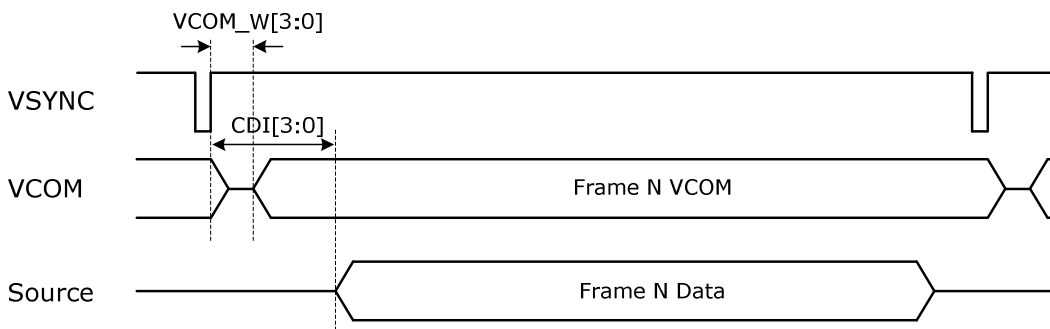 VCOM_W[3:0]
VSYNC
CDI[3:0]
VCOM
Frame N VCOM
Source
Frame N Data